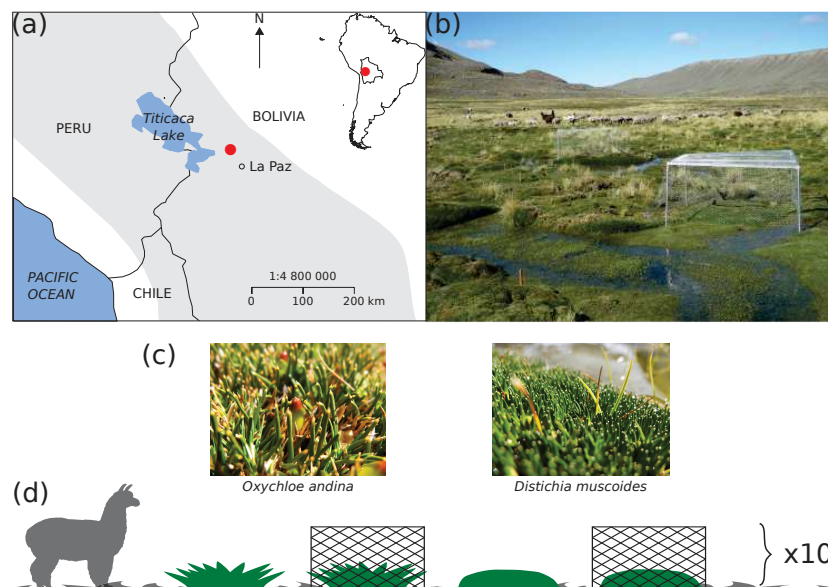 (a)
N
BOLIVIA
PERU
Titicaca
Lake
La Paz
PACIFIC
OCEAN
CHILE
1:4 800 000
0 100 200 km
(b)
(c)
Oxychloe andina
Distichia muscoides
(d)
x10